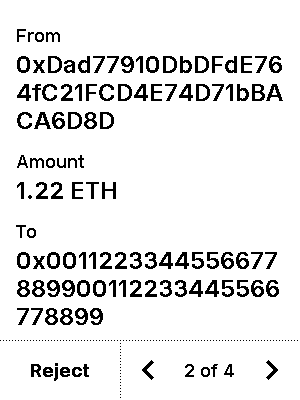 From
0xDad77910DbDFdE76
4fC21FCD4E74D71bBA
CA6D8D
Amount
1.22 ETH
To
0x0011223344556677
889900112233445566
778899
Reject
2 of 4